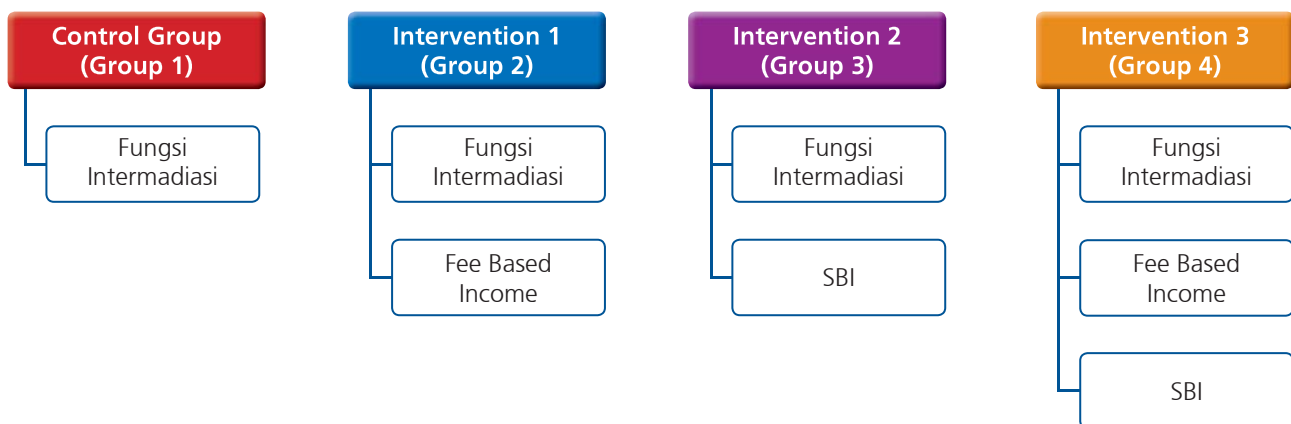 Control Group
(Group 1)
Fungsi
Intermadiasi
Intervention 1
(Group 2)
Fungsi
Intermadiasi
Fee Based
Income
Intervention 2
(Group 3)
Fungsi
Intermadiasi
SBI
Intervention 3
(Group 4)
Fungsi
Intermadiasi
Fee Based
Income
SBI